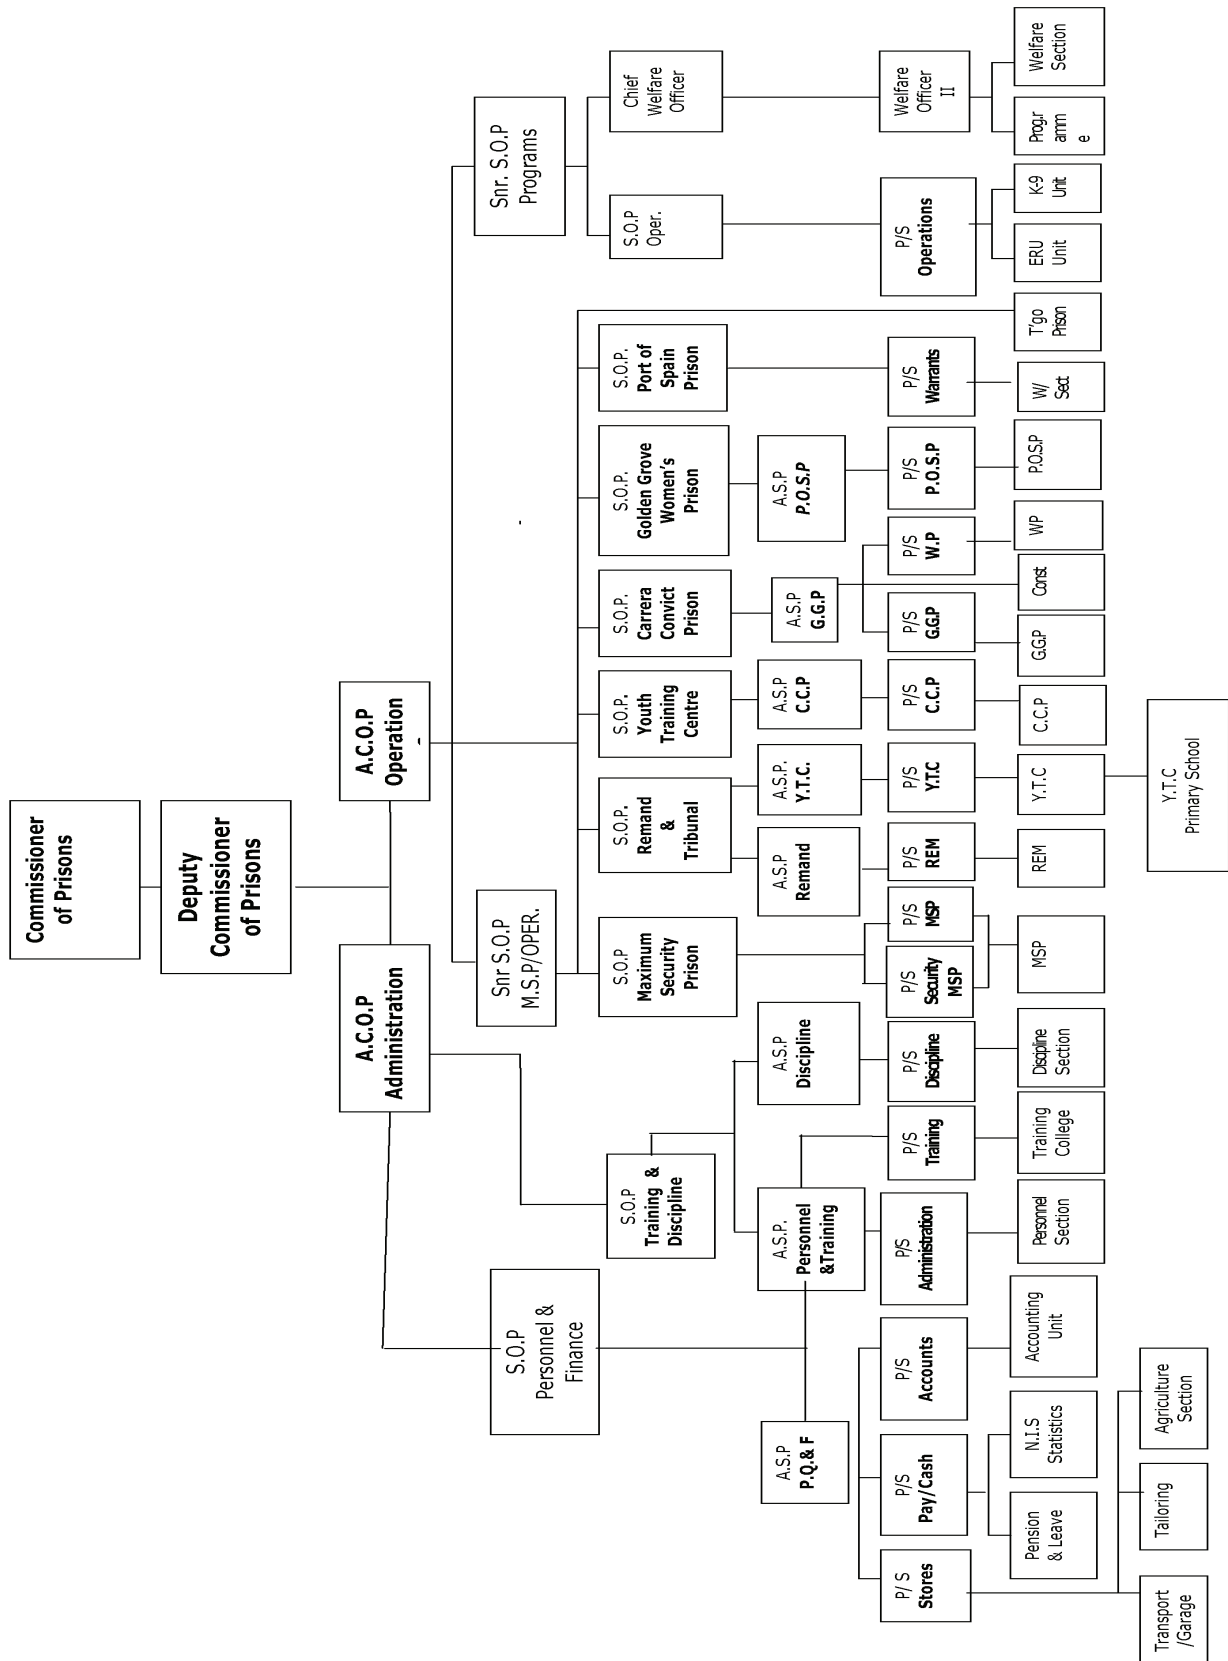 Commissioner
of Prisons
Deputy
Commissioner
of Prisons
A.C.O.P
Administration
A.C.O.P
Operation
S.O.P
Personnel &
Finance
Snr S.O.P
M.S.P/OPER.
Snr. S.O.P
Programs
S.O.P
Training &
Discipline
S.O.P
Maximum
Security
Prison
S.O.P.
Remand
&
Tribunal
S.O.P.
Youth
Training
Centre
S.O.P.
Carrera
Convict
Prison
S.O.P.
Golden Grove
Women's
Prison
S.O.P.
Port of
Spain
Prison
S.O.P
Oper.
Chief
Welfare
Officer
A.S.P
P.Q.& F
A.S.P.
Personnel
&Training
A.S.P
Discipline
A.S.P
Remand
A.S.P.
Y.T.C.
A.S.P
C.C.P
A.S.P
G.G.P
A.S.P
P.O.S.P
P/ S
Stores
P/S
Pay/Cash
P/S
Accounts
P/S
Administration
P/S
Training
P/S
Discipline
P/S
Security
MSP
P/S
MSP
P/S
REM
P/S
Y.T.C
P/S
C.C.P
P/S
G.G.P
P/S
W.P
P/S
P.O.S.P
P/S
Warrants
P/S
Operations
Welfare
Officer
II
Pension
& Leave
N.I.S
Statistics
Accounting
Unit
Personnel
Section
Training
College
Discipline
Section
MSP
REM
Y.T.C
C.C.P
G.G.P
Const
WP
P.O.S.P
W/
Sect
T'go
Prison
ERU
Unit
K-9
Unit
Prog.r
amm
e
Welfare
Section
Transport
/Garage
Tailoring
Agriculture
Section
Y.T.C
Primary School